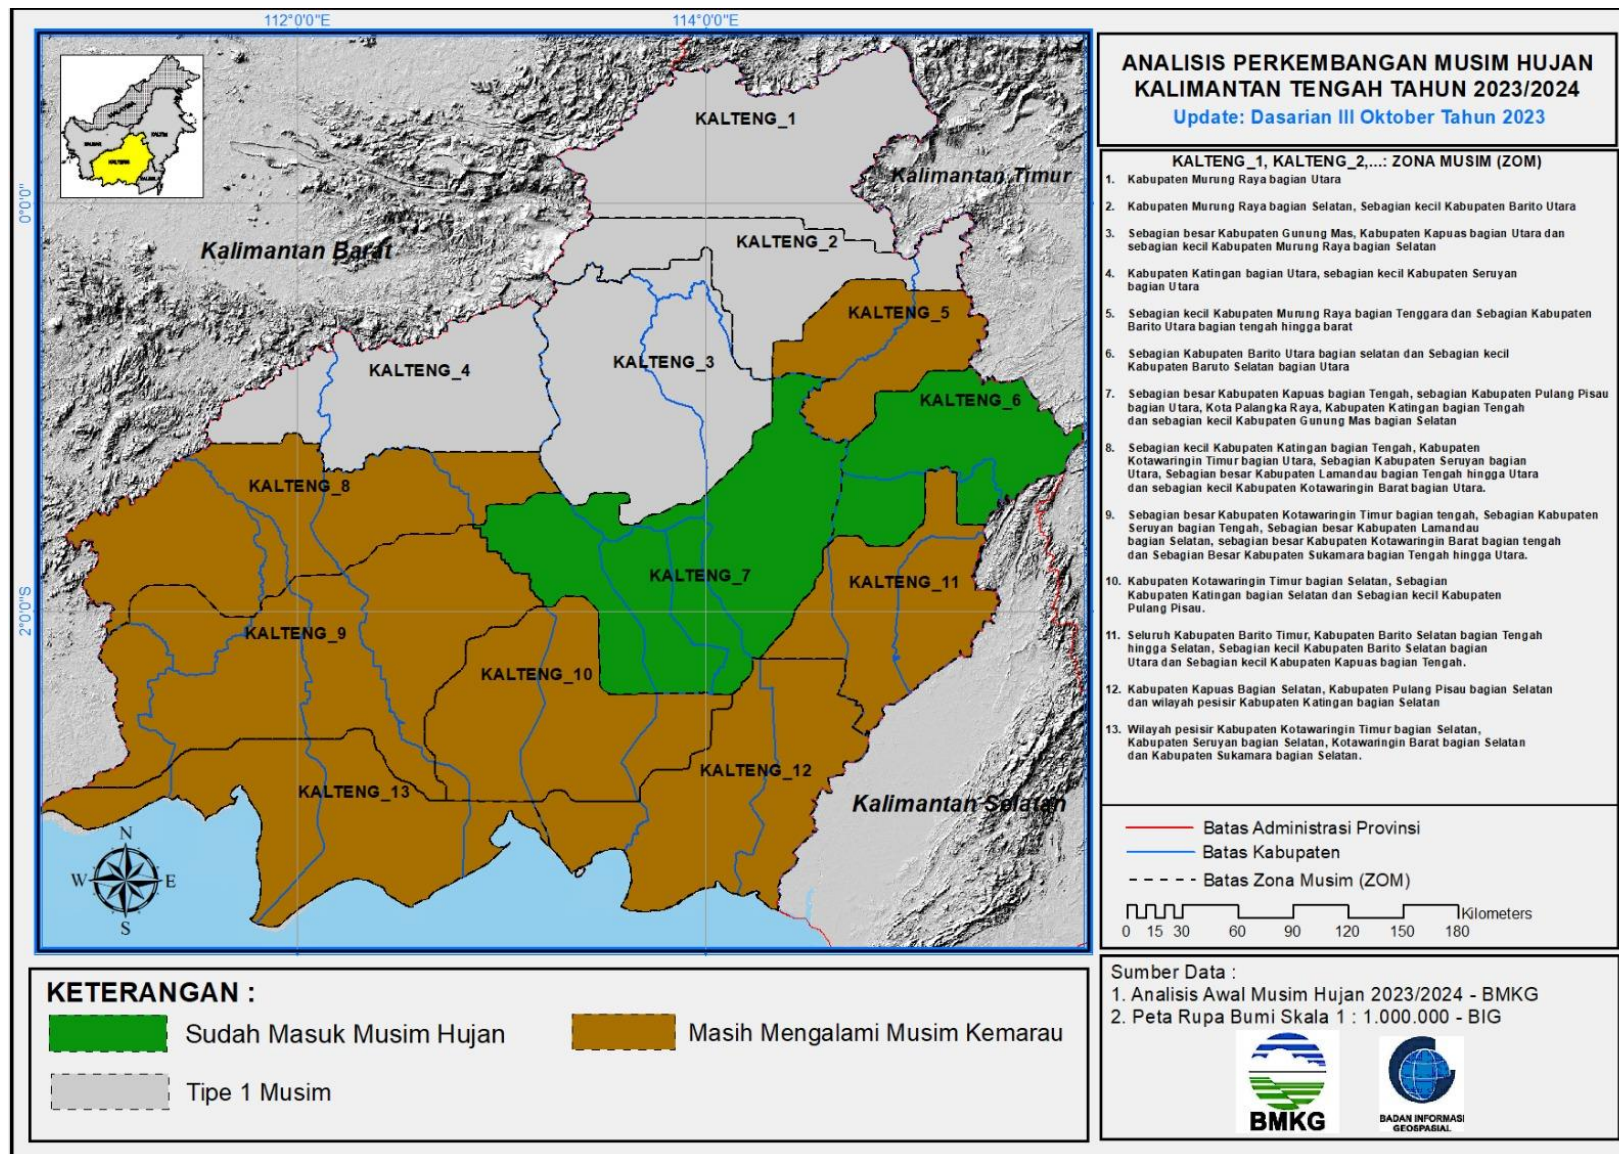 112°0'0"E
114°0'0"E
0°0'0"
2°0'0"S
KALTENG_1
Kalimantan Timur
KALTENG_2
Kalimantan Barat
KALTENG_5
KALTENG_3
KALTENG_4
KALTENG_6
KALTENG_8
KALTENG_7
KALTENG_11
KALTENG_9
KALTENG_10
KALTENG_12
KALTENG_13
Kalimantan Selatan
N
W
E
S
ANALISIS PERKEMBANGAN MUSIM HUJAN
KALIMANTAN TENGAH TAHUN 2023/2024
Update: Dasarian III Oktober Tahun 2023
KALTENG_1, KALTENG_2,...: ZONA MUSIM (ZOM)
1. Kabupaten Murung Raya bagian Utara
2. Kabupaten Murung Raya bagian Selatan, Sebagian kecil Kabupaten Barito Utara
3. Sebagian besar Kabupaten Gunung Mas, Kabupaten Kapuas bagian Utara dan
sebagian kecil Kabupaten Murung Raya bagian Selatan
4. Kabupaten Katingan bagian Utara, sebagian kecil Kabupaten Seruyan
bagian Utara
5. Sebagian kecil Kabupaten Murung Raya bagian Tenggara dan Sebagian Kabupaten
Barito Utara bagian tengah hingga barat
6. Sebagian Kabupaten Barito Utara bagian selatan dan Sebagian kecil
Kabupaten Baruto Selatan bagian Utara
7. Sebagian besar Kabupaten Kapuas bagian Tengah, sebagian Kabupaten Pulang Pisau
bagian Utara, Kota Palangka Raya, Kabupaten Katingan bagian Tengah
dan sebagian kecil Kabupaten Gunung Mas bagian Selatan
8. Sebagian kecil Kabupaten Katingan bagian Tengah, Kabupaten
Kotawaringin Timur bagian Utara, Sebagian Kabupaten Seruyan bagian
Utara, Sebagian besar Kabupaten Lamandau bagian Tengah hingga Utara
dan sebagian kecil Kabupaten Kotawaringin Barat bagian Utara.
9. Sebagian besar Kabupaten Kotawaringin Timur bagian tengah, Sebagian Kabupaten
Seruyan bagian Tengah, Sebagian besar Kabupaten Lamandau
bagian Selatan, sebagian besar Kabupaten Kotawaringin Barat bagian tengah
dan Sebagian Besar Kabupaten Sukamara bagian Tengah hingga Utara.
10. Kabupaten Kotawaringin Timur bagian Selatan, Sebagian
Kabupaten Katingan bagian Selatan dan Sebagian kecil Kabupaten
Pulang Pisau.
11. Seluruh Kabupaten Barito Timur, Kabupaten Barito Selatan bagian Tengah
hingga Selatan, Sebagian kecil Kabupaten Barito Selatan bagian
Utara dan Sebagian kecil Kabupaten Kapuas bagian Tengah.
12. Kabupaten Kapuas Bagian Selatan, Kabupaten Pulang Pisau bagian Selatan
dan wilayah pesisir Kabupaten Katingan bagian Selatan
13. Wilayah pesisir Kabupaten Kotawaringin Timur bagian Selatan,
Kabupaten Seruyan bagian Selatan, Kotawaringin Barat bagian Selatan
dan Kabupaten Sukamara bagian Selatan.
Batas Administrasi Provinsi
Batas Kabupaten
Batas Zona Musim (ZOM)
Kilometers
0 15 30 60 90 120 150 180
KETERANGAN :
Sudah Masuk Musim Hujan
Masih Mengalami Musim Kemarau
Tipe 1 Musim
Sumber Data :
1. Analisis Awal Musim Hujan 2023/2024 - BMKG
2. Peta Rupa Bumi Skala 1 : 1.000.000 - BIG
BMKG
BADAN INFORMASI
GEOSPASIAL